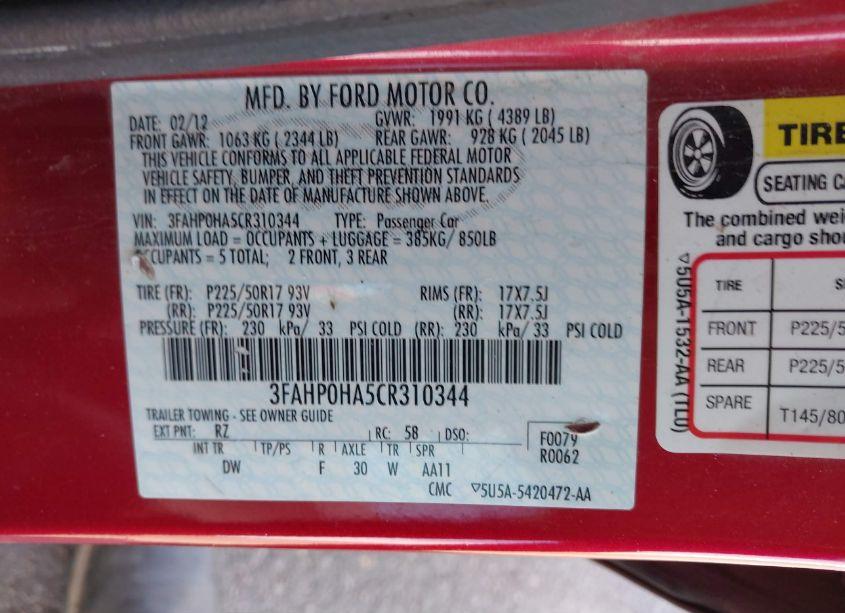 MFD. BY FORD MOTOR CO.
DATE: 02/12 GVWR: 1991 KG ( 4389 LB)
FRONT GAWR: 1063 KG ( 2344 LB) REAR GAWR: 928 KG ( 2045 LB)
THIS VEHICLE CONFORMS TO ALL APPLICABLE FEDERAL MOTOR
VEHICLE SAFETY, BUMPER, AND THEFT PREVENTION STANDARDS
IN EFFECT ON THE DATE OF MANUFACTURE SHOWN ABOVE.
VIN: 3FAHP0HA5CR310344 TYPE: Passenger Car
MAXIMUM LOAD = OCCUPANTS + LUGGAGE = 385KG/ 850LB
OCCUPANTS = 5 TOTAL; 2 FRONT, 3 REAR
TIRE (FR): P225/50R17 93V RIMS (FR): 17X7.5J
(RR): P225/50R17 93V (RR): 17X7.5J
PRESSURE (FR): 230 kPa/ 33 PSI COLD (RR): 230 kPa/ 33 PSI COLD
3FAHP0HA5CR310344
TRAILER TOWING - SEE OWNER GUIDE
EXT PNT: RZ RC: 58 DSO:
F0079
R0062
INT TR TP/PS R AXLE TR SPR
DW F 30 W AA11
CMC ▽5U5A-5420472-AA
TIRE
SEATING CA
The combined wei
and cargo shou
▽5U5A-1532-AA (TLU)
TIRE S
FRONT P225/5
REAR P225/5
SPARE T145/80